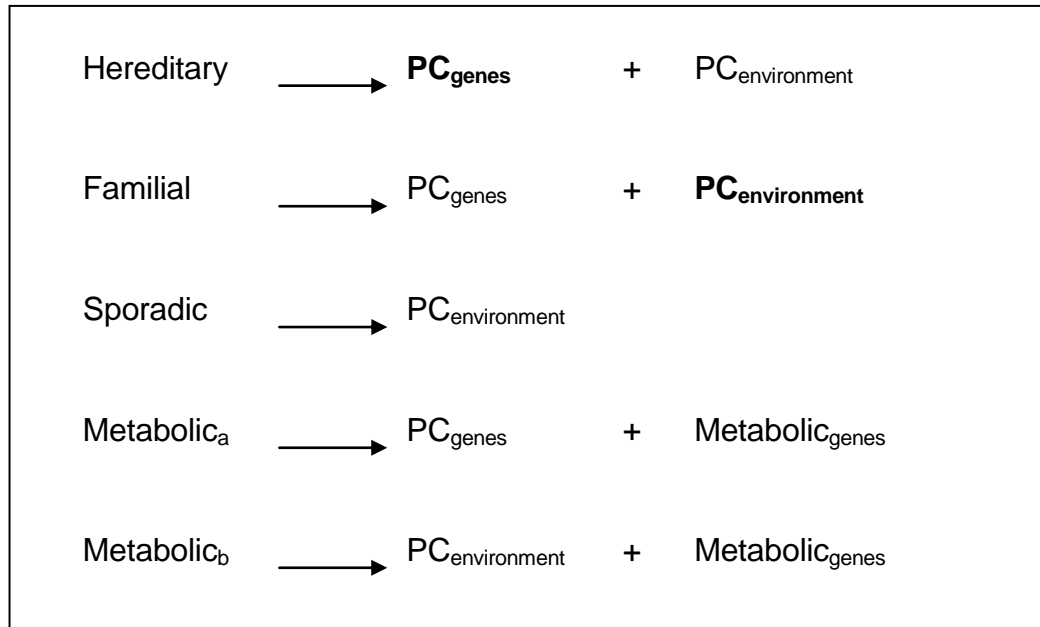 Hereditary ⟶ PCgenes + PCenvironment
Familial ⟶ PCgenes + PCenvironment
Sporadic ⟶ PCenvironment
Metabolica ⟶ PCgenes + Metabolicgenes
Metabolicb ⟶ PCenvironment + Metabolicgenes